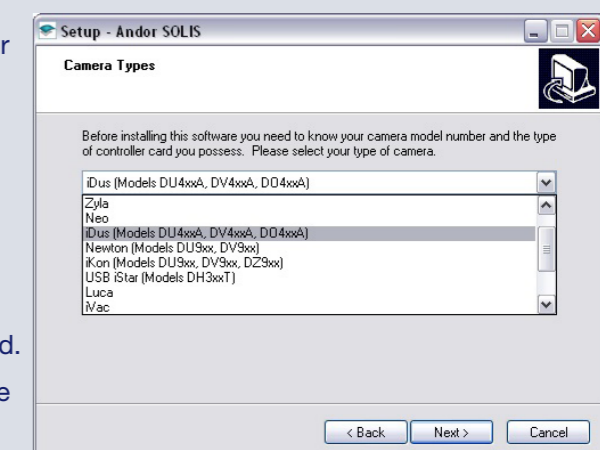 r
Setup - Andor SOLIS
Camera Types
Before installing this software you need to know your camera model number and the type
of controller card you possess. Please select your type of camera.
iDus (Models DU4xxA, DV4xxA, DO4xxA)
Zyla
Neo
iDus (Models DU4xxA, DV4xxA, DO4xxA)
Newton (Models DU9xx, DV9xx)
iKon (Models DU9xx, DV9xx, DZ9xx)
USB iStar (Models DH3xxT)
Luca
iVac
d.
e
< Back
Next >
Cancel